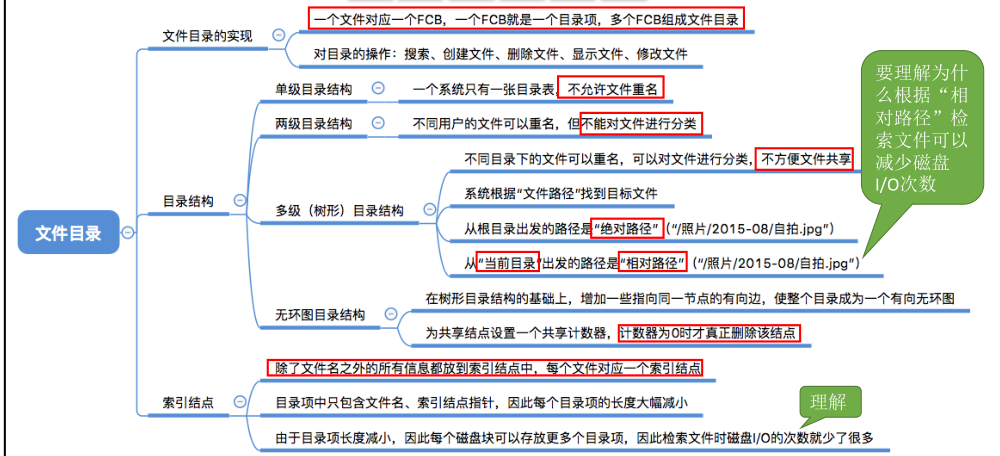 文件目录
文件目录的实现
一个文件对应一个FCB，一个FCB就是一个目录项，多个FCB组成文件目录
对目录的操作：搜索、创建文件、删除文件、显示文件、修改文件
目录结构
单级目录结构
一个系统只有一张目录表，不允许文件重名
两级目录结构
不同用户的文件可以重名，但不能对文件进行分类
多级（树形）目录结构
不同目录下的文件可以重名，可以对文件进行分类，不方便文件共享
系统根据“文件路径”找到目标文件
从根目录出发的路径是“绝对路径”（“/照片/2015-08/自拍.jpg”）
从“当前目录”出发的路径是“相对路径”（“/照片/2015-08/自拍.jpg”）
无环图目录结构
在树形目录结构的基础上，增加一些指向同一节点的有向边，使整个目录成为一个有向无环图
为共享结点设置一个共享计数器，计数器为0时才真正删除该结点
索引结点
除了文件名之外的所有信息都放到索引结点中，每个文件对应一个索引结点
目录项中只包含文件名、索引结点指针，因此每个目录项的长度大幅减小
由于目录项长度减小，因此每个磁盘块可以存放更多个目录项，因此检索文件时磁盘I/O的次数就少了很多
要理解为什
么根据“相
对路径”检
索文件可以
减少磁盘
I/O次数
理解